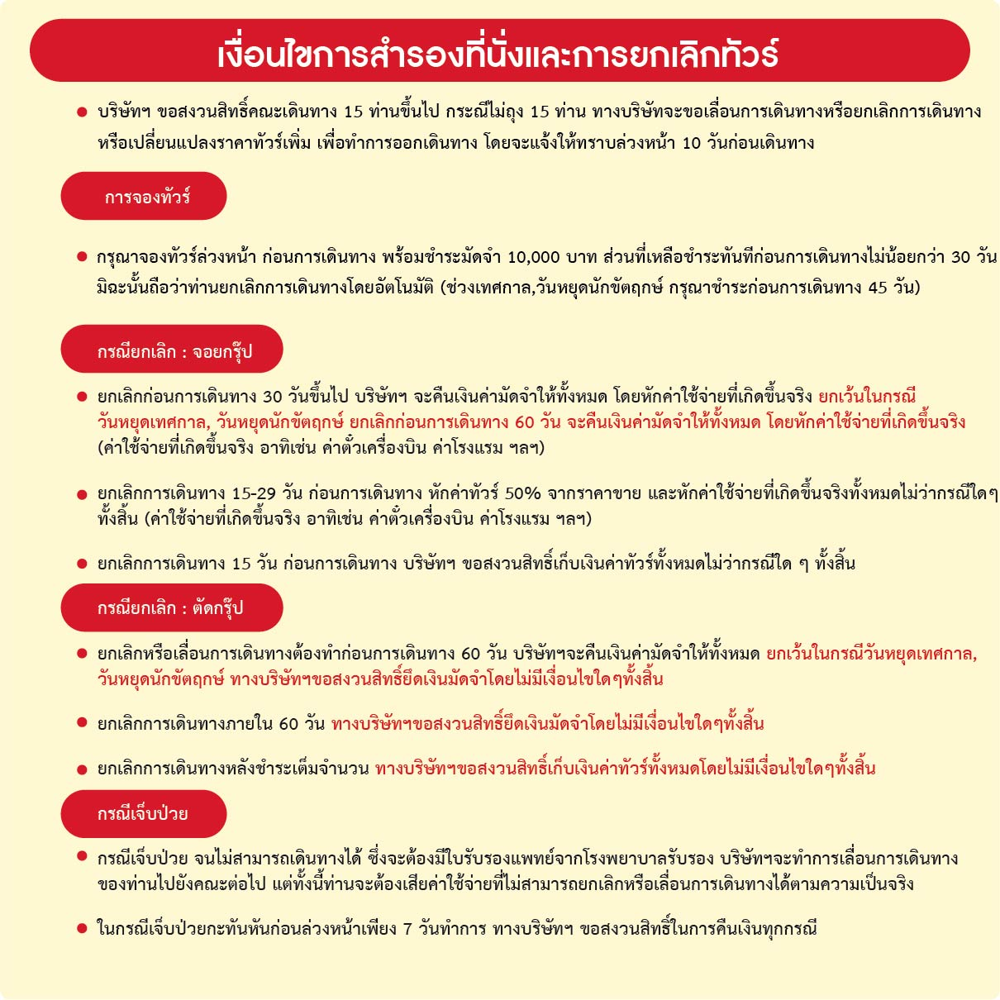 เงื่อนไขการสำรองที่นั่งและการยกเลิกทัวร์
บริษัทฯ ขอสงวนสิทธิ์คณะเดินทาง 15 ท่านขึ้นไป กระณีไม่ถุง 15 ท่าน ทางบริษัทจะขอเลื่อนการเดินทางหรือยกเลิกการเดินทาง
หรือเปลี่ยนแปลงราคาทัวร์เพิ่ม เพื่อทำการออกเดินทาง โดยจะแจ้งให้ทราบล่วงหน้า 10 วันก่อนเดินทาง
การจองทัวร์
กรุณาจองทัวร์ล่วงหน้า ก่อนการเดินทาง พร้อมชำระมัดจำ 10,000 บาท ส่วนที่เหลือชำระทันทีก่อนการเดินทางไม่น้อยกว่า 30 วัน
มิฉะนั้นถือว่าท่านยกเลิกการเดินทางโดยอัตโนมัติ (ช่วงเทศกาล,วันหยุดนักขัตฤกษ์ กรุณาชำระก่อนการเดินทาง 45 วัน)
กรณียกเลิก : จอยกรุ๊ป
ยกเลิกก่อนการเดินทาง 30 วันขึ้นไป บริษัทฯ จะคืนเงินค่ามัดจำให้ทั้งหมด โดยหักค่าใช้จ่ายที่เกิดขึ้นจริง ยกเว้นในกรณี
วันหยุดเทศกาล, วันหยุดนักขัตฤกษ์ ยกเลิกก่อนการเดินทาง 60 วัน จะคืนเงินค่ามัดจำให้ทั้งหมด โดยหักค่าใช้จ่ายที่เกิดขึ้นจริง
(ค่าใช้จ่ายที่เกิดขึ้นจริง อาทิเช่น ค่าตั๋วเครื่องบิน ค่าโรงแรม ฯลฯ)
ยกเลิกการเดินทาง 15-29 วัน ก่อนการเดินทาง หักค่าทัวร์ 50% จากราคาขาย และหักค่าใช้จ่ายที่เกิดขึ้นจริงทั้งหมดไม่ว่ากรณีใดๆ
ทั้งสิ้น (ค่าใช้จ่ายที่เกิดขึ้นจริง อาทิเช่น ค่าตั๋วเครื่องบิน ค่าโรงแรม ฯลฯ)
ยกเลิกการเดินทาง 15 วัน ก่อนการเดินทาง บริษัทฯ ขอสงวนสิทธิ์เก็บเงินค่าทัวร์ทั้งหมดไม่ว่ากรณีใด ๆ ทั้งสิ้น
กรณียกเลิก : ตัดกรุ๊ป
ยกเลิกหรือเลื่อนการเดินทางต้องทำก่อนการเดินทาง 60 วัน บริษัทฯจะคืนเงินค่ามัดจำให้ทั้งหมด ยกเว้นในกรณีวันหยุดเทศกาล,
วันหยุดนักขัตฤกษ์ ทางบริษัทฯขอสงวนสิทธิ์ยึดเงินมัดจำโดยไม่มีเงื่อนไขใดๆทั้งสิ้น
ยกเลิกการเดินทางภายใน 60 วัน ทางบริษัทฯขอสงวนสิทธิ์ยึดเงินมัดจำโดยไม่มีเงื่อนไขใดๆทั้งสิ้น
ยกเลิกการเดินทางหลังชำระเต็มจำนวน ทางบริษัทฯขอสงวนสิทธิ์เก็บเงินค่าทัวร์ทั้งหมดโดยไม่มีเงื่อนไขใดๆทั้งสิ้น
กรณีเจ็บป่วย
กรณีเจ็บป่วย จนไม่สามารถเดินทางได้ ซึ่งจะต้องมีใบรับรองแพทย์จากโรงพยาบาลรับรอง บริษัทฯจะทำการเลื่อนการเดินทาง
ของท่านไปยังคณะต่อไป แต่ทั้งนี้ท่านจะต้องเสียค่าใช้จ่ายที่ไม่สามารถยกเลิกหรือเลื่อนการเดินทางได้ตามความเป็นจริง
ในกรณีเจ็บป่วยกะทันหันก่อนล่วงหน้าเพียง 7 วันทำการ ทางบริษัทฯ ขอสงวนสิทธิ์ในการคืนเงินทุกกรณี